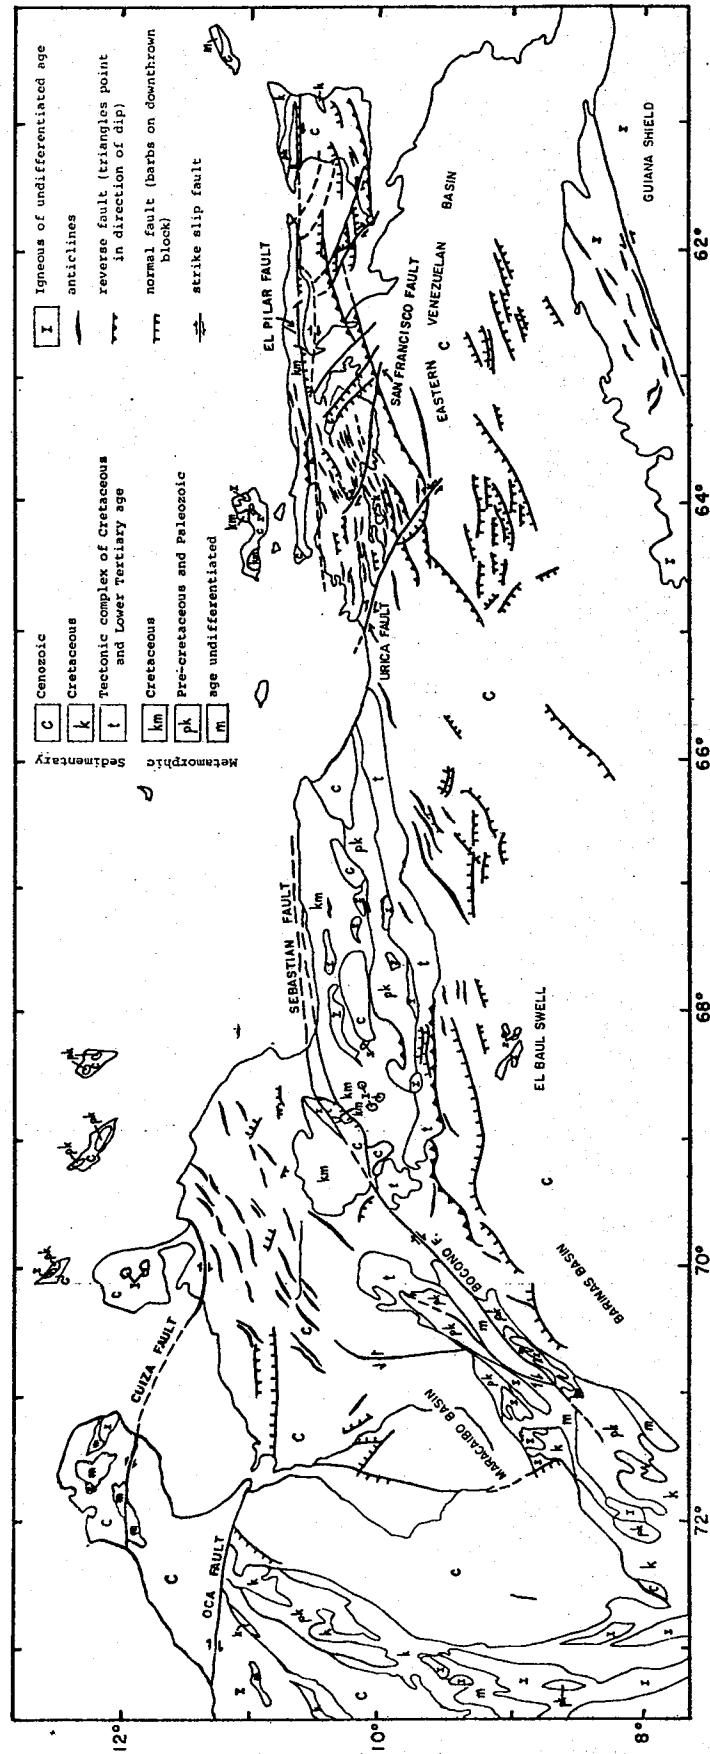 Sedimentary
C Cenozoic
k Cretaceous
t Tectonic complex of Cretaceous
and Lower Tertiary age
Metamorphic
km Cretaceous
pk Pre-cretaceous and Paleozoic
m age undifferentiated
I Igneous of undifferentiated age
anticlines
reverse fault (triangles point
in direction of dip)
normal fault (barbs on downthrown
block)
strike slip fault
CUIZA FAULT
OCA FAULT
SEBASTIAN FAULT
EL PILAR FAULT
URICA FAULT
SAN FRANCISCO FAULT
EASTERN VENEZUELAN BASIN
GUIANA SHIELD
BOCONO F.
MARACAIBO BASIN
BARINAS BASIN
EL BAUL SWELL
12°
10°
8°
72°
70°
68°
66°
64°
62°